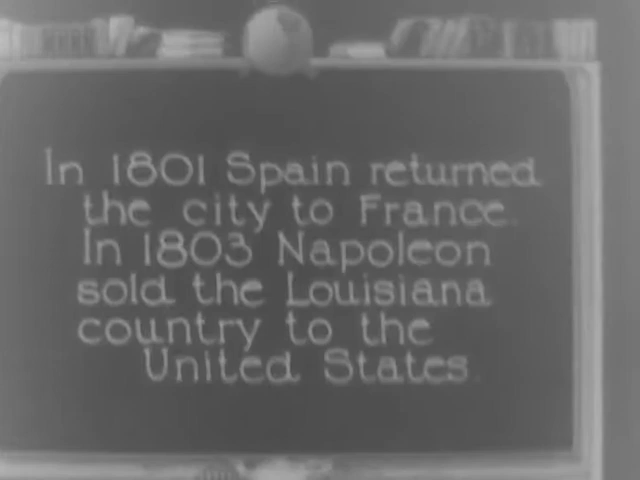 In 1801 Spain returned
the city to France.
In 1803 Napoleon
sold the Louisiana
country to the
United States.